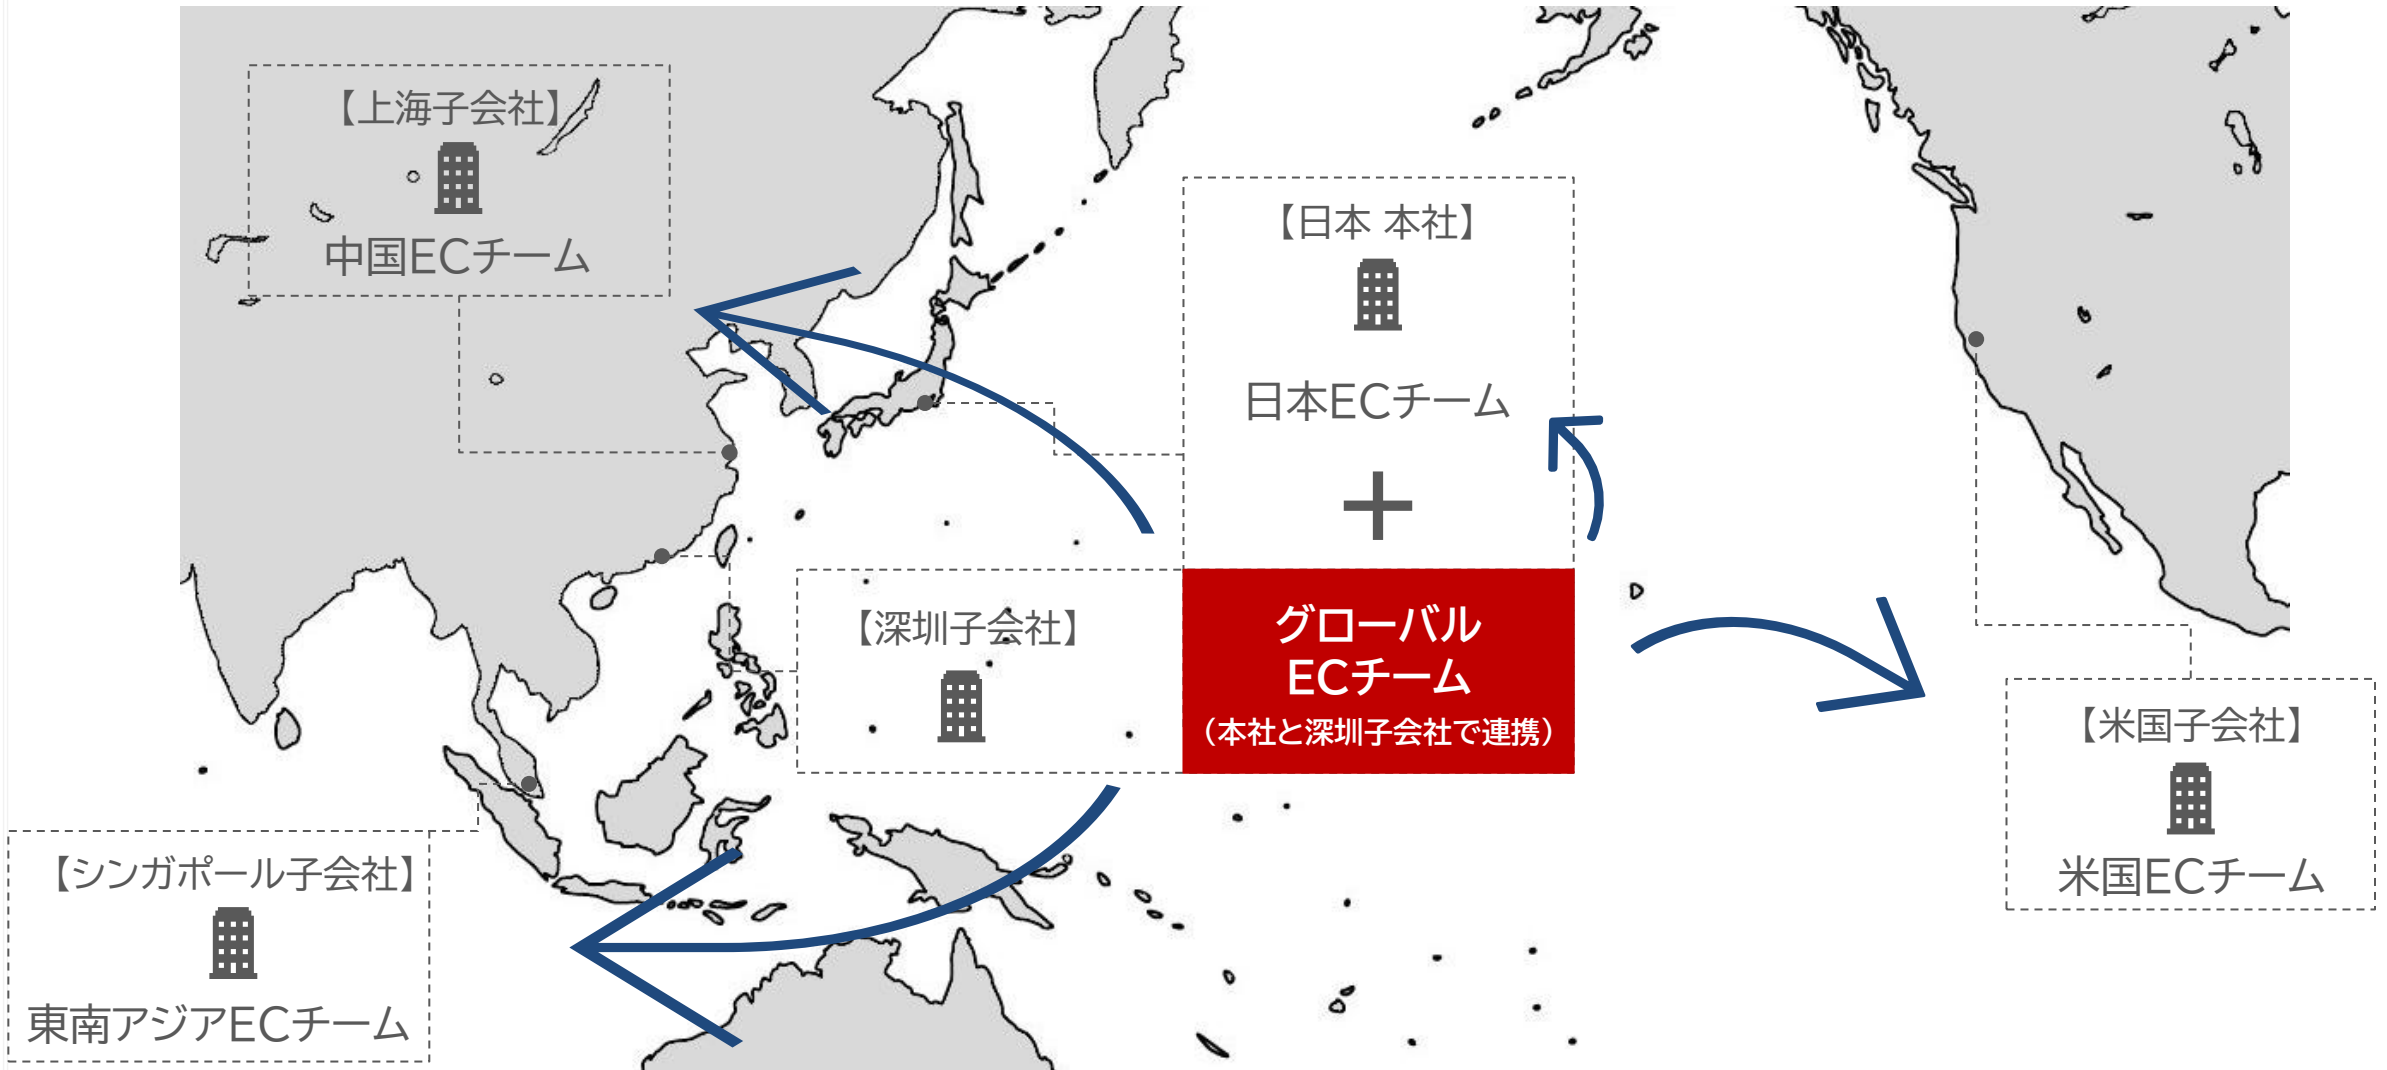 【上海子会社】
中国ECチーム
【日本 本社】
日本ECチーム
＋
【深圳子会社】
グローバル
ECチーム
（本社と深圳子会社で連携）
【米国子会社】
米国ECチーム
【シンガポール子会社】
東南アジアECチーム